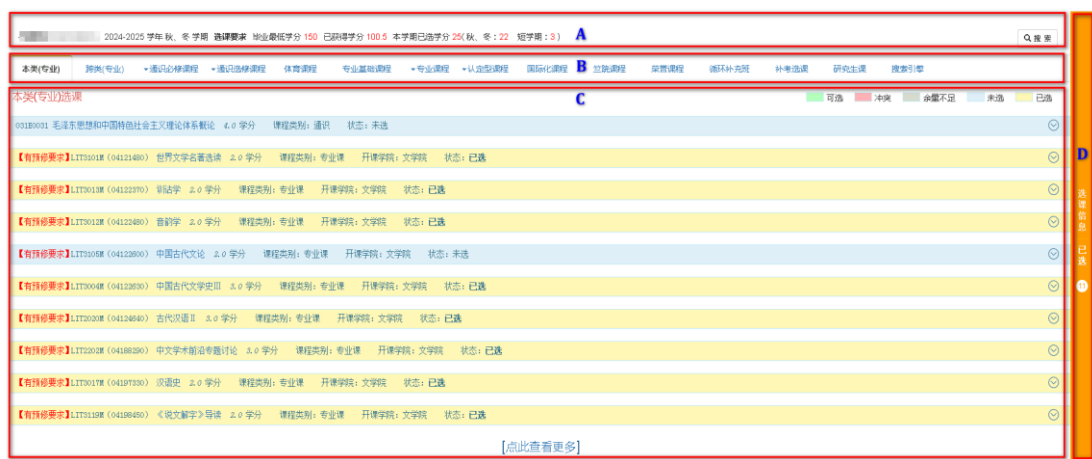 2024-2025 学年 秋、冬 学期 选课要求 毕业最低学分 150 已获得学分 100.5 本学期已选学分 25(秋、冬：22 短学期：3) A 搜 索
本类(专业) 跨类(专业) 通识必修课程 通识选修课程 体育课程 专业基础课程 专业课程 认定型课程 国际化课程 B 竺院课程 荣誉课程 循环补充班 补考选课 研究生课 搜索引擎
本类(专业)选课 C 可选 冲突 余量不足 未选 已选
031E0031 毛泽东思想和中国特色社会主义理论体系概论 4.0 学分 课程类别：通识 状态：未选
【有预修要求】LIT3101M (04121480) 世界文学名著选读 2.0 学分 课程类别：专业课 开课学院：文学院 状态：已选
【有预修要求】LIT3013M (04122370) 训诂学 2.0 学分 课程类别：专业课 开课学院：文学院 状态：已选
【有预修要求】LIT3012M (04122480) 音韵学 2.0 学分 课程类别：专业课 开课学院：文学院 状态：已选
【有预修要求】LIT3105M (04122600) 中国古代文论 2.0 学分 课程类别：专业课 开课学院：文学院 状态：未选
【有预修要求】LIT3004M (04122630) 中国古代文学史Ⅲ 3.0 学分 课程类别：专业课 开课学院：文学院 状态：已选
【有预修要求】LIT2020M (04124640) 古代汉语Ⅱ 3.0 学分 课程类别：专业课 开课学院：文学院 状态：已选
【有预修要求】LIT2202M (04188290) 中文学术前沿专题讨论 3.0 学分 课程类别：专业课 开课学院：文学院 状态：已选
【有预修要求】LIT3017M (04197330) 汉语史 2.0 学分 课程类别：专业课 开课学院：文学院 状态：已选
【有预修要求】LIT3119M (04198450) 《说文解字》导读 2.0 学分 课程类别：专业课 开课学院：文学院 状态：已选
[点此查看更多]
D
选课信息 已选 11